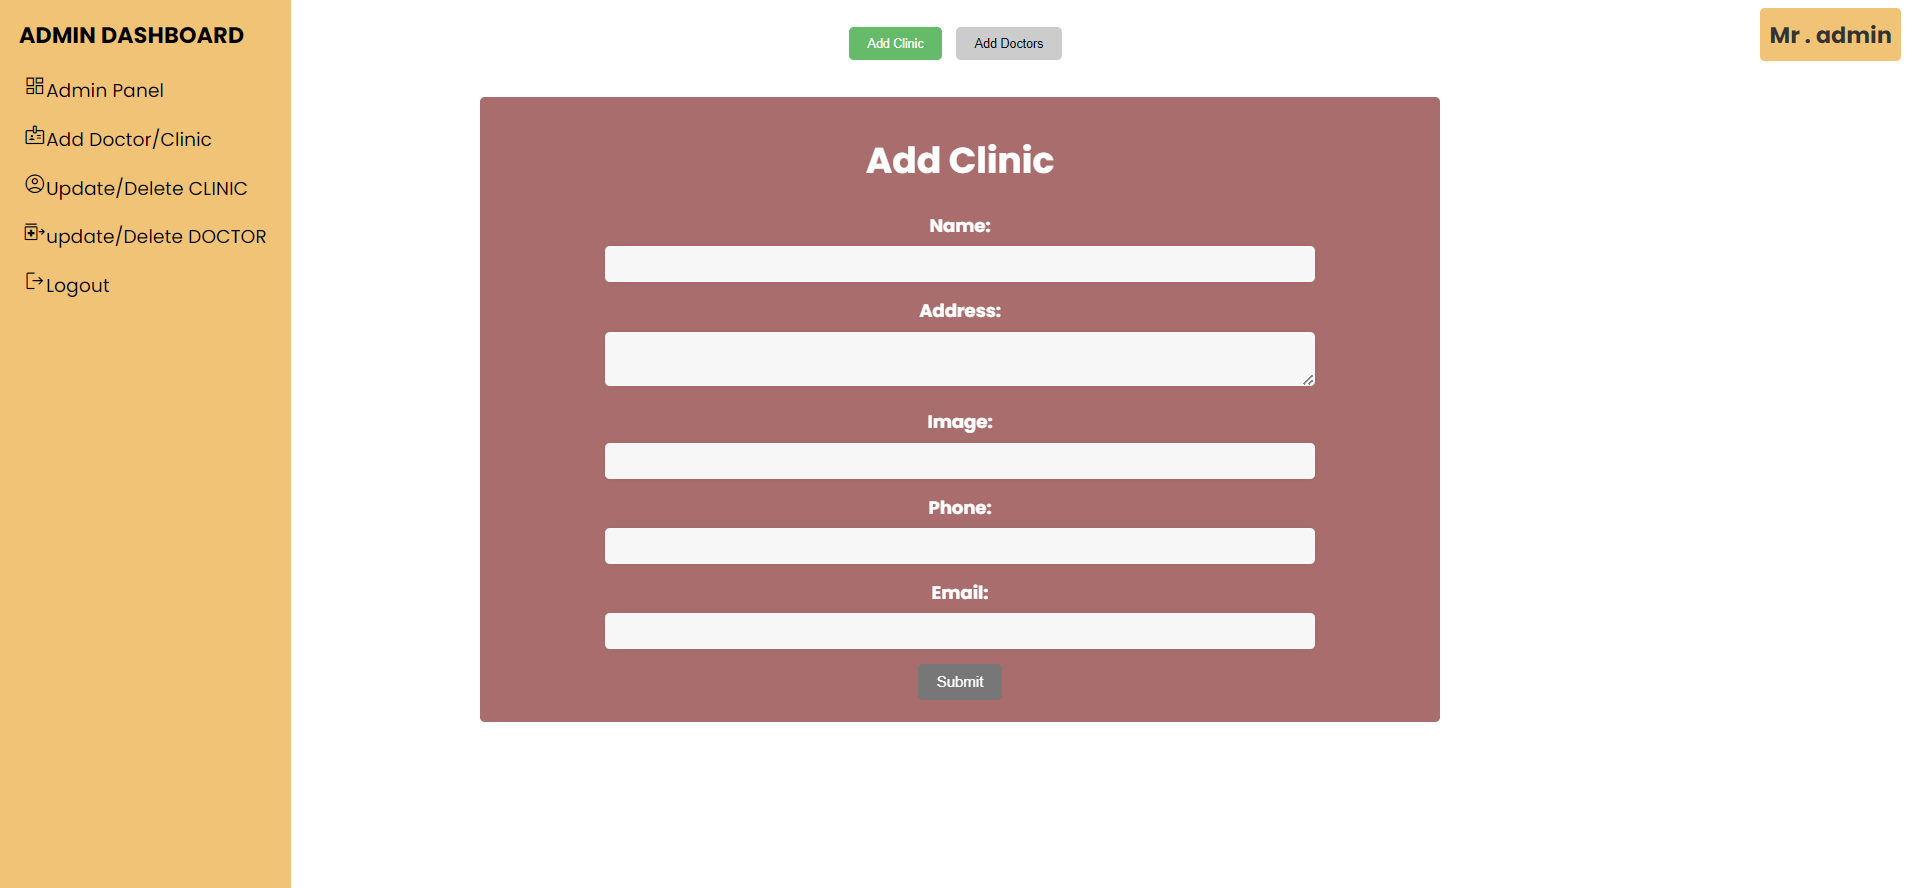 ADMIN DASHBOARD
Admin Panel
Add Doctor/Clinic
Update/Delete CLINIC
update/Delete DOCTOR
Logout
Add Clinic
Add Doctors
Mr . admin
Add Clinic
Name:
Address:
Image:
Phone:
Email:
Submit